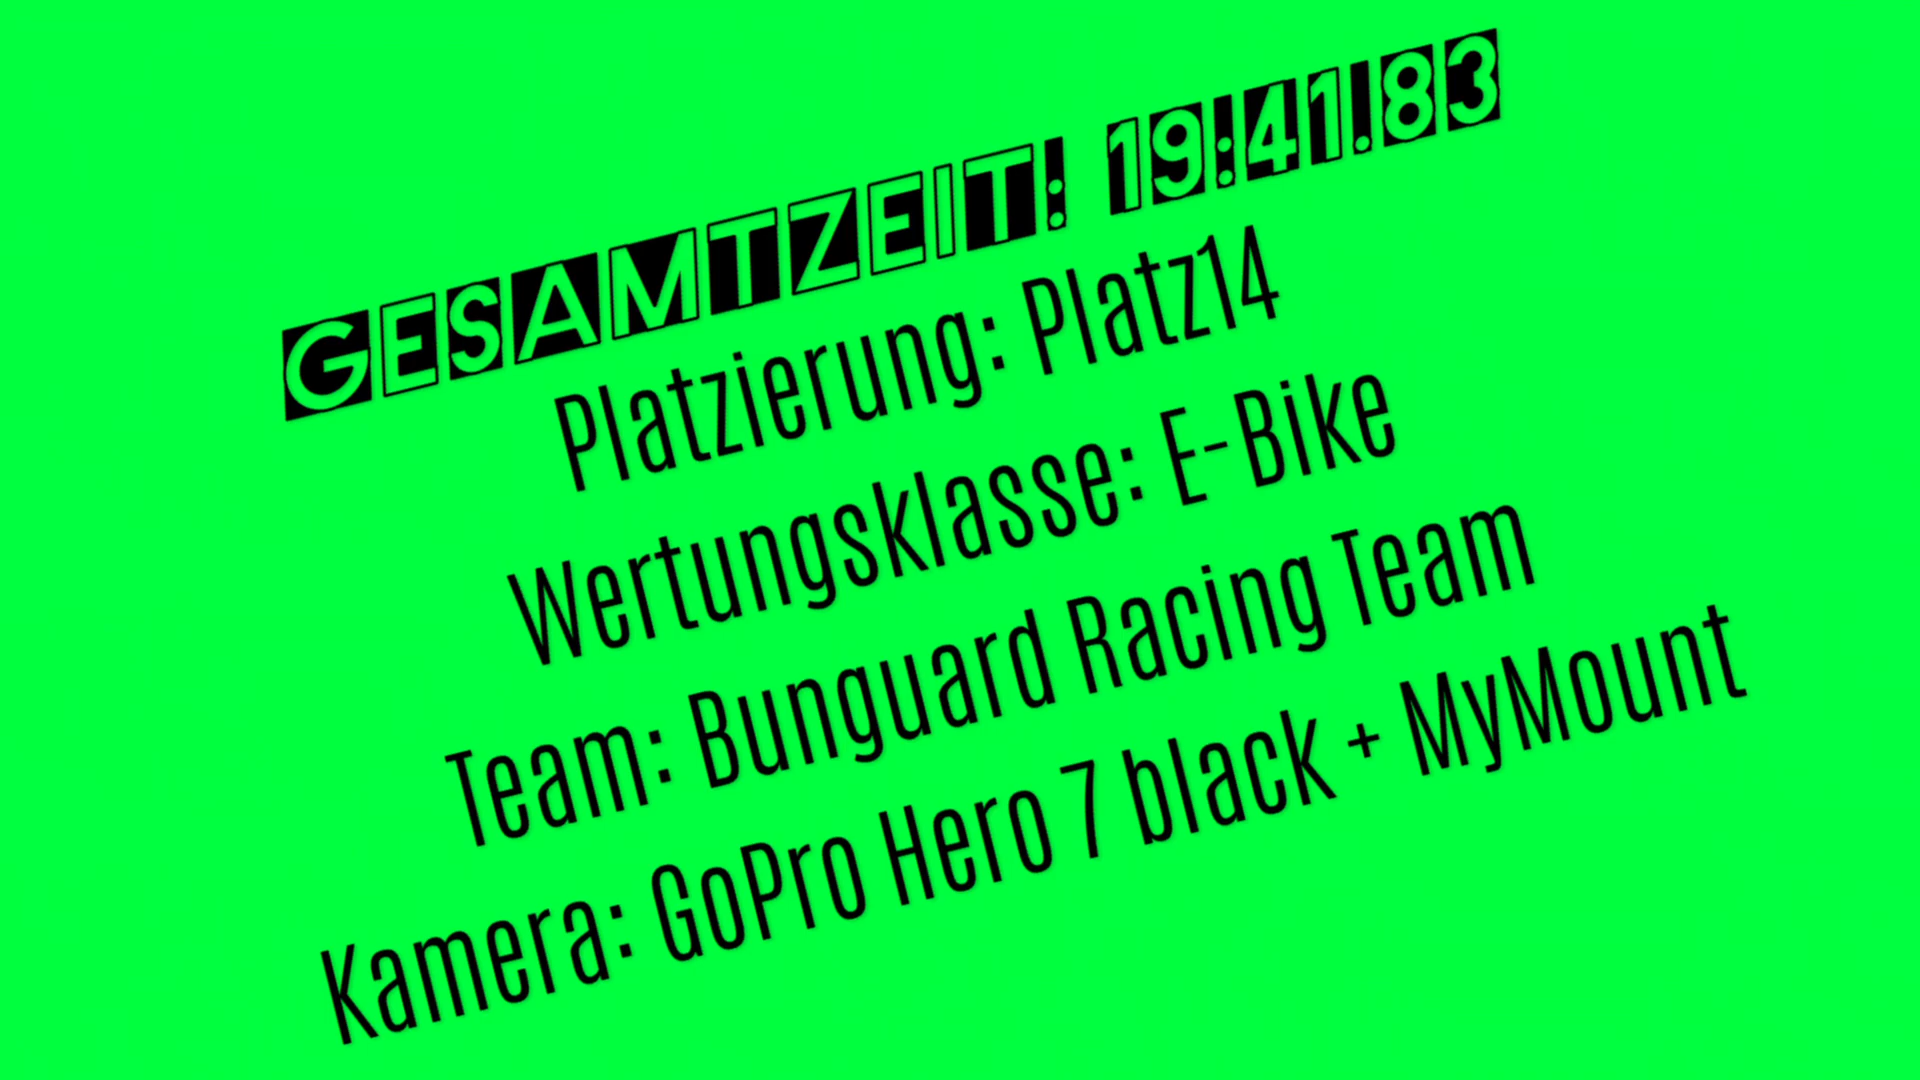 GESAMTZEIT: 19:41.83
Platzierung: Platz14
Wertungsklasse: E-Bike
Team: Bunguard Racing Team
Kamera: GoPro Hero 7 black + MyMount